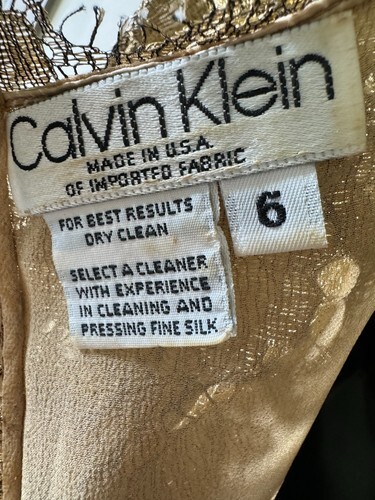 Calvin Klein
MADE IN U.S.A.
OF IMPORTED FABRIC
6
FOR BEST RESULTS
DRY CLEAN
SELECT A CLEANER
WITH EXPERIENCE
IN CLEANING AND
PRESSING FINE SILK